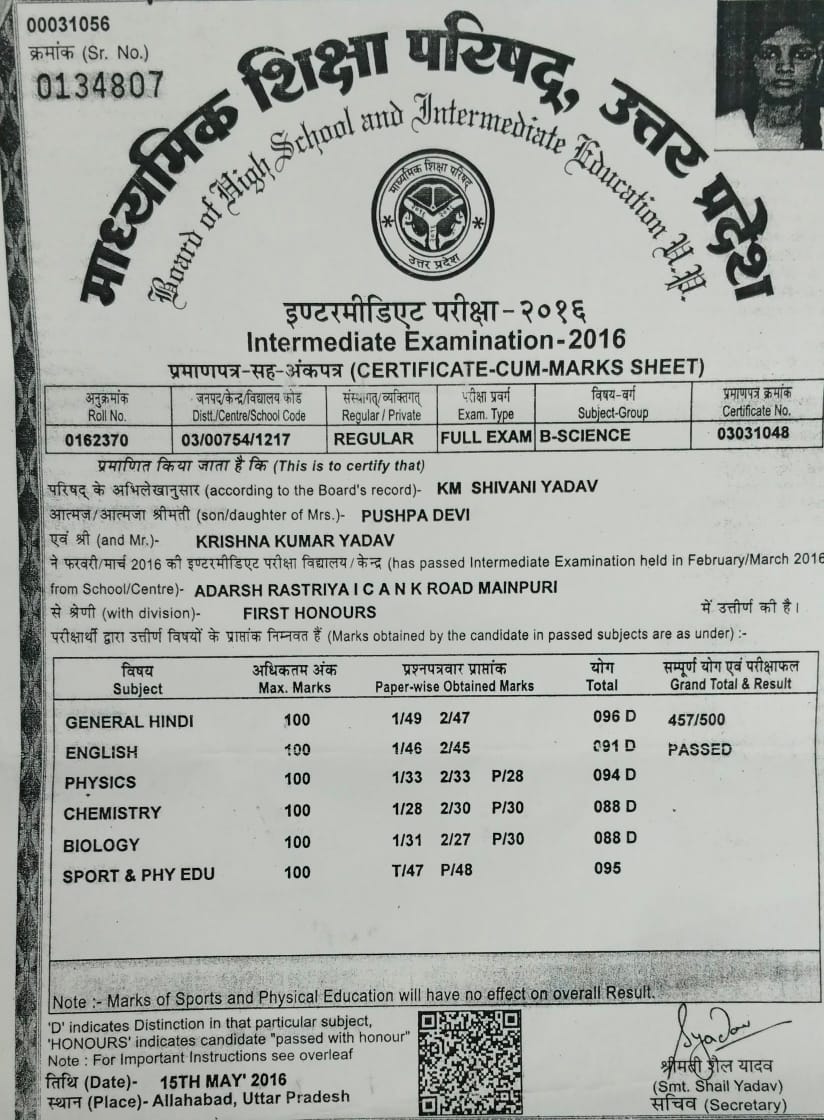 00031056
क्रमांक (Sr. No.)
0134807
माध्यमिक शिक्षा परिषद्, उत्तर प्रदेश
Board of High School and Intermediate Education U.P.
माध्यमिक शिक्षा परिषद्
उत्तर प्रदेश
इण्टरमीडिएट परीक्षा-२०१६
Intermediate Examination-2016
प्रमाणपत्र-सह-अंकपत्र (CERTIFICATE-CUM-MARKS SHEET)
अनुक्रमांक जनपद/केन्द्र/विद्यालय कोड संस्थागत/व्यक्तिगत् परीक्षा प्रवर्ग विषय-वर्ग प्रमाणपत्र क्रमांक
Roll No. Distt./Centre/School Code Regular / Private Exam. Type Subject-Group Certificate No.
0162370 03/00754/1217 REGULAR FULL EXAM B-SCIENCE 03031048
प्रमाणित किया जाता है कि (This is to certify that)
परिषद् के अभिलेखानुसार (according to the Board's record)- KM SHIVANI YADAV
आत्मज/आत्मजा श्रीमती (son/daughter of Mrs.)- PUSHPA DEVI
एवं श्री (and Mr.)- KRISHNA KUMAR YADAV
ने फरवरी/मार्च 2016 की इण्टरमीडिएट परीक्षा विद्यालय/केन्द्र (has passed Intermediate Examination held in February/March 2016
from School/Centre)- ADARSH RASTRIYA I C A N K ROAD MAINPURI
से श्रेणी (with division)- FIRST HONOURS में उत्तीर्ण की है।
परीक्षार्थी द्वारा उत्तीर्ण विषयों के प्राप्तांक निम्नवत हैं (Marks obtained by the candidate in passed subjects are as under) :-
विषय अधिकतम अंक प्रश्नपत्रवार प्राप्तांक योग सम्पूर्ण योग एवं परीक्षाफल
Subject Max. Marks Paper-wise Obtained Marks Total Grand Total & Result
GENERAL HINDI 100 1/49 2/47 096 D 457/500
ENGLISH 100 1/46 2/45 091 D PASSED
PHYSICS 100 1/33 2/33 P/28 094 D
CHEMISTRY 100 1/28 2/30 P/30 088 D
BIOLOGY 100 1/31 2/27 P/30 088 D
SPORT & PHY EDU 100 T/47 P/48 095
Note :- Marks of Sports and Physical Education will have no effect on overall Result.
'D' indicates Distinction in that particular subject,
'HONOURS' indicates candidate "passed with honour"
Note : For Important Instructions see overleaf
तिथि (Date)- 15TH MAY' 2016
स्थान (Place)- Allahabad, Uttar Pradesh
Syadav
श्रीमती शैल यादव
(Smt. Shail Yadav)
सचिव (Secretary)